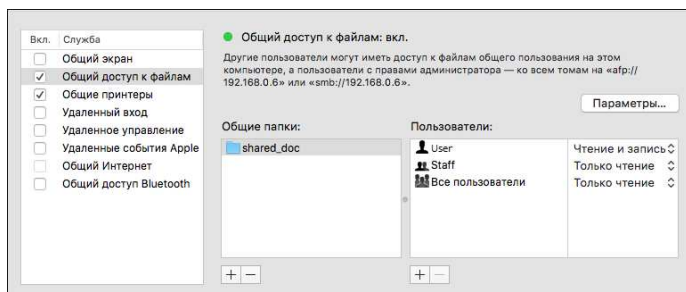 Вкл. Служба
Общий экран
Общий доступ к файлам
Общие принтеры
Удаленный вход
Удаленное управление
Удаленные события Apple
Общий Интернет
Общий доступ Bluetooth
Общий доступ к файлам: вкл.
Другие пользователи могут иметь доступ к файлам общего пользования на этом
компьютере, а пользователи с правами администратора — ко всем томам на «afp://
192.168.0.6» или «smb://192.168.0.6».
Параметры...
Общие папки:
shared_doc
Пользователи:
User Чтение и запись
Staff Только чтение
Все пользователи Только чтение